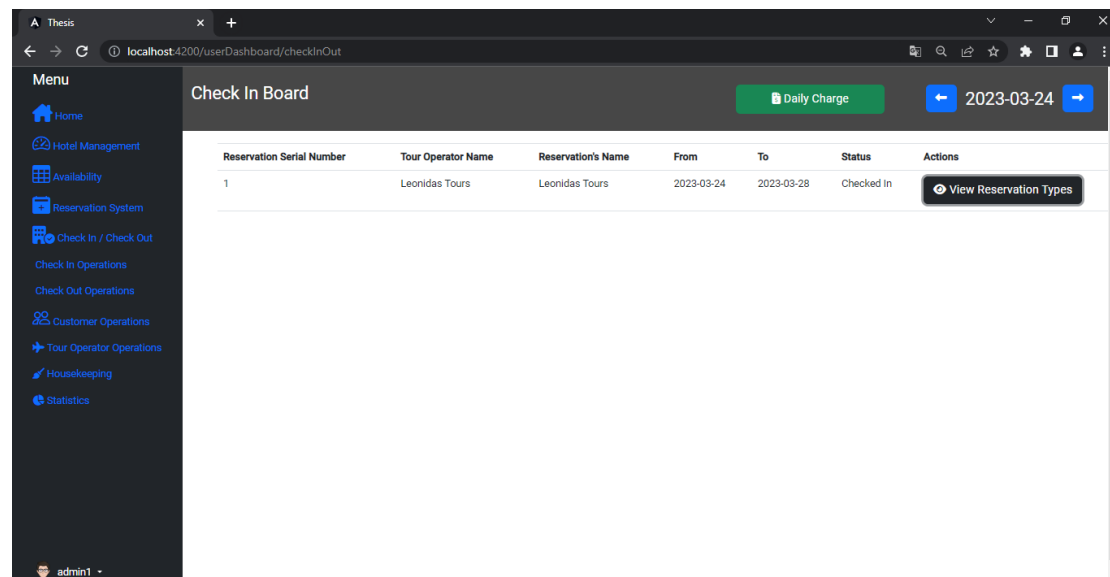 Thesis
localhost:4200/userDashboard/checkInOut
Menu
Home
Hotel Management
Availability
Reservation System
Check In / Check Out
Check In Operations
Check Out Operations
Customer Operations
Tour Operator Operations
Housekeeping
Statistics
admin1
Check In Board
Daily Charge
2023-03-24
Reservation Serial Number Tour Operator Name Reservation's Name From To Status Actions
1 Leonidas Tours Leonidas Tours 2023-03-24 2023-03-28 Checked In View Reservation Types